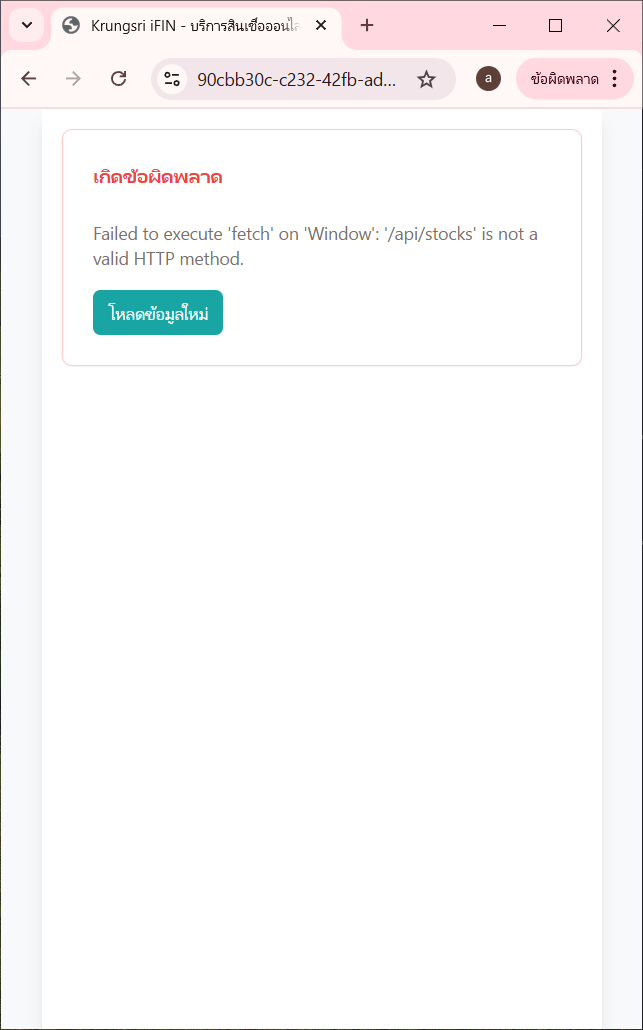 Krungsri iFIN - บริการสินเชื่อออนไล
90cbb30c-c232-42fb-ad...
a
ข้อผิดพลาด
เกิดข้อผิดพลาด
Failed to execute 'fetch' on 'Window': '/api/stocks' is not a
valid HTTP method.
โหลดข้อมูลใหม่